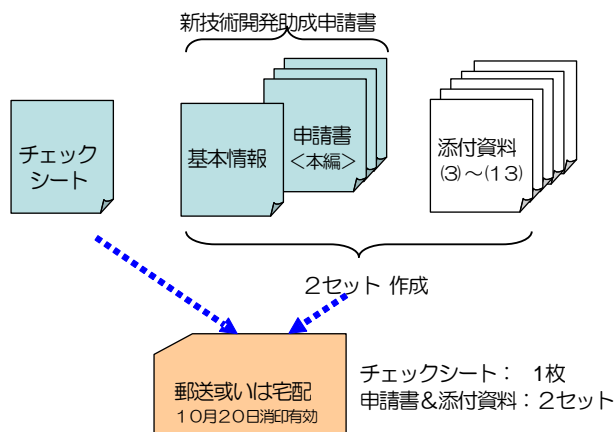 新技術開発助成申請書
チェック
シート
基本情報
申請書
＜本編＞
添付資料
(3)～(13)
２セット 作成
郵送或いは宅配
１０月２０日消印有効
チェックシート： 1枚
申請書＆添付資料：２セット